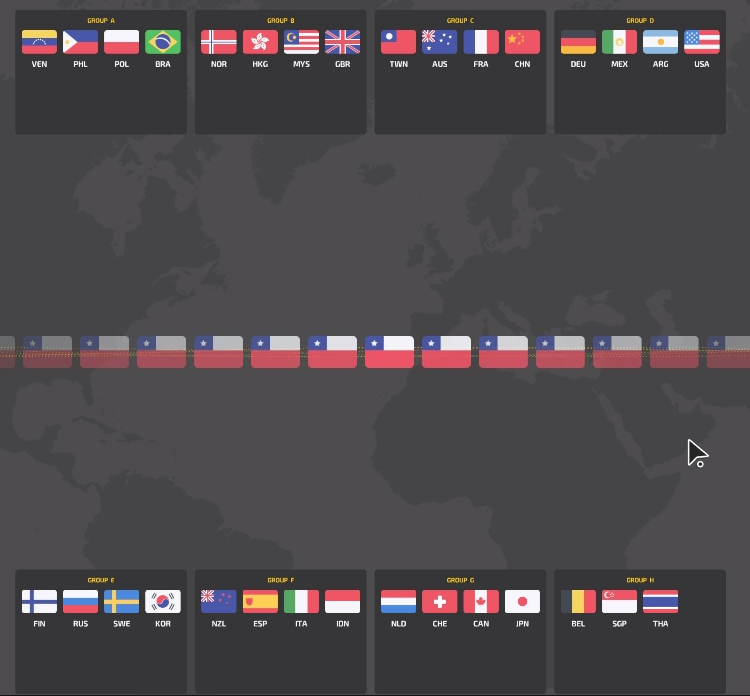 GROUP A
VEN PHL POL BRA
GROUP B
NOR HKG MYS GBR
GROUP C
TWN AUS FRA CHN
GROUP D
DEU MEX ARG USA
GROUP E
FIN RUS SWE KOR
GROUP F
NZL ESP ITA IDN
GROUP G
NLD CHE CAN JPN
GROUP H
BEL SGP THA